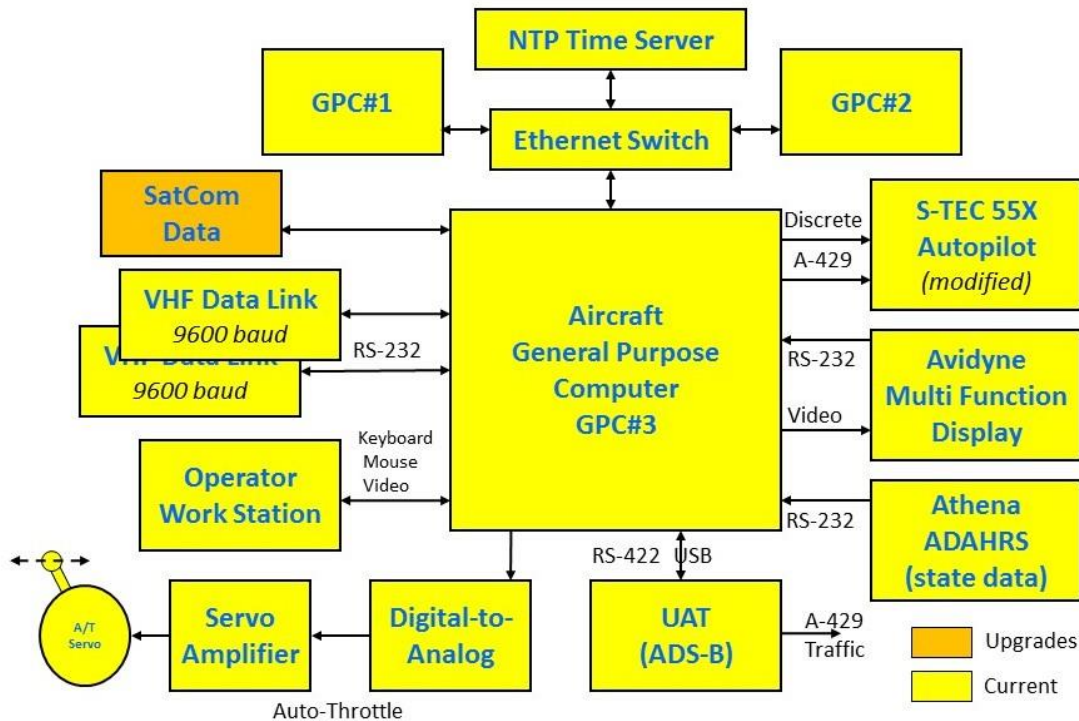 NTP Time Server
GPC#1
GPC#2
Ethernet Switch
SatCom
Data
VHF Data Link
9600 baud
VHF Data Link
9600 baud
RS-232
Operator
Work Station
Keyboard
Mouse
Video
Aircraft
General Purpose
Computer
GPC#3
Discrete
A-429
S-TEC 55X
Autopilot
(modified)
RS-232
Video
Avidyne
Multi Function
Display
RS-232
Athena
ADAHRS
(state data)
RS-422 USB
A/T
Servo
Servo
Amplifier
Digital-to-
Analog
Auto-Throttle
UAT
(ADS-B)
A-429
Traffic
Upgrades
Current